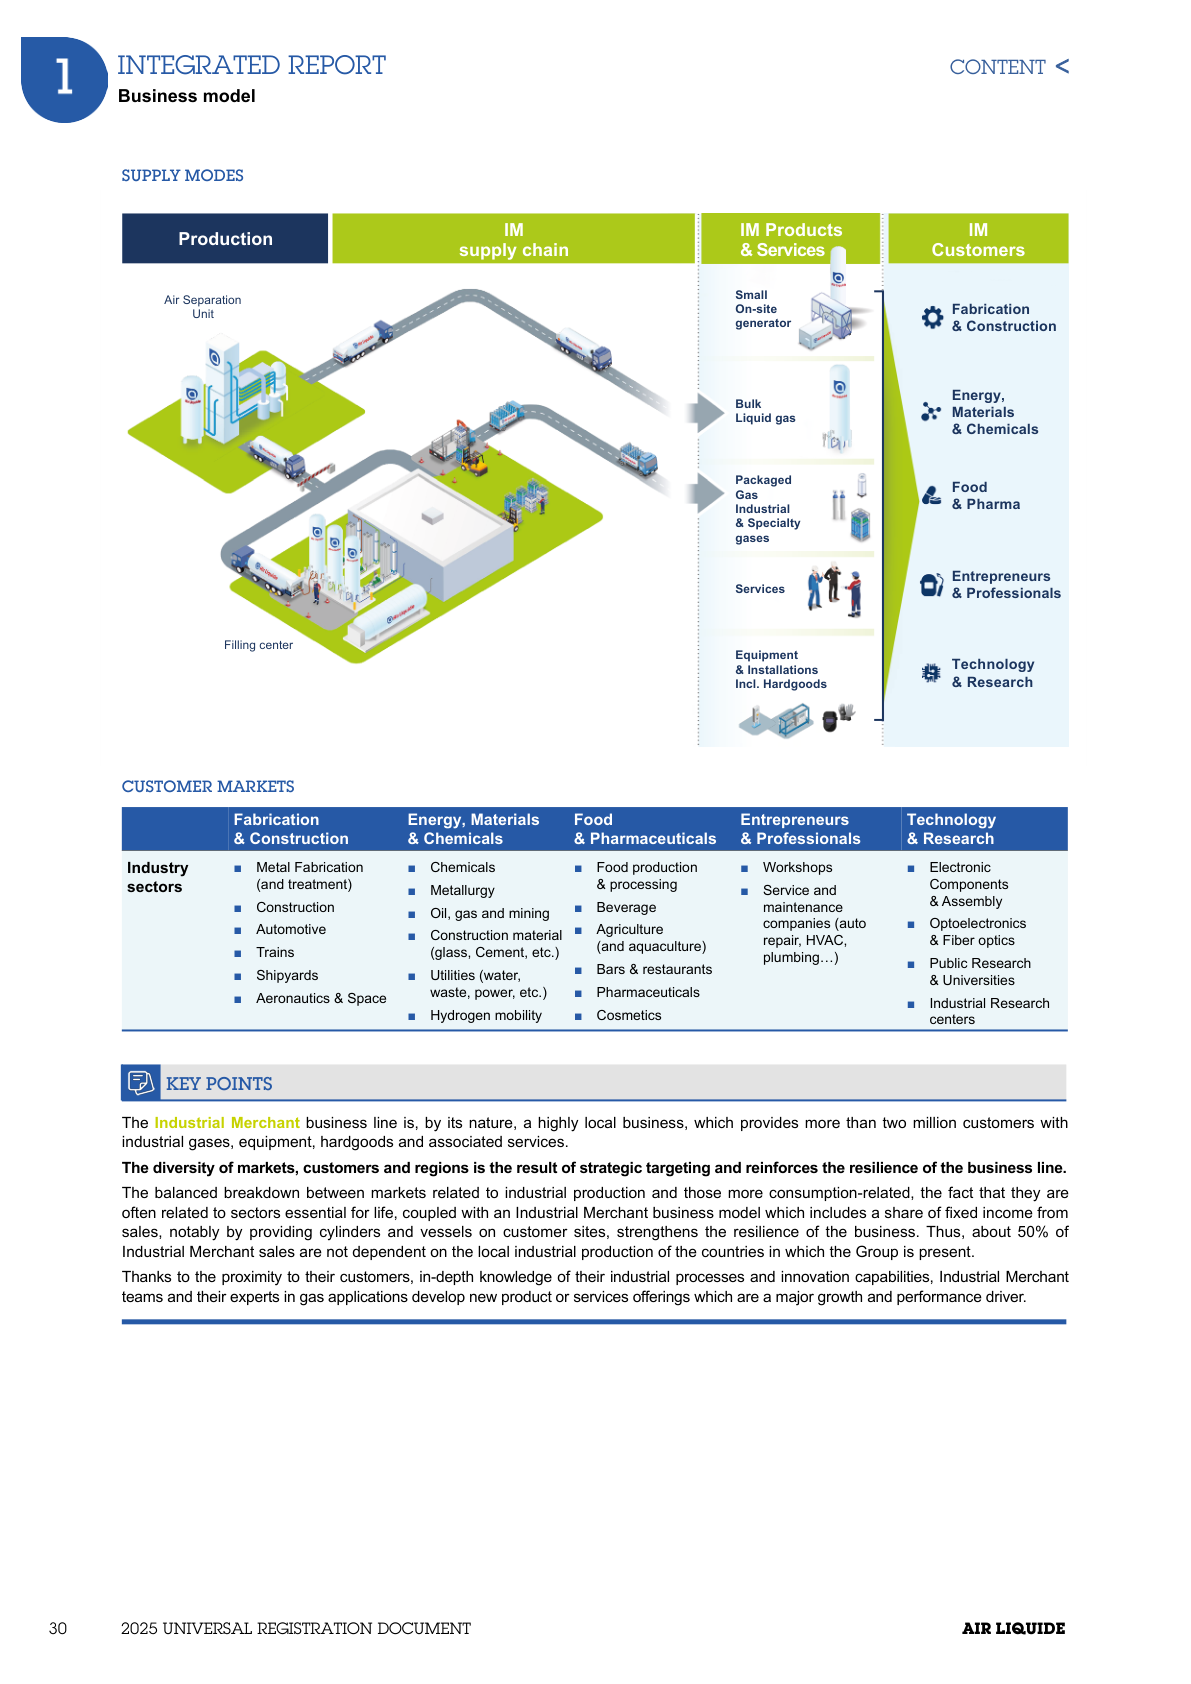 1
INTEGRATED REPORT
Business model
CONTENT <
SUPPLY MODES
Production
IM
supply chain
IM Products
& Services
IM
Customers
Air Separation
Unit
Filling center
Small
On-site
generator
Bulk
Liquid gas
Packaged
Gas
Industrial
& Specialty
gases
Services
Equipment
& Installations
Incl. Hardgoods
Fabrication
& Construction
Energy,
Materials
& Chemicals
Food
& Pharma
Entrepreneurs
& Professionals
Technology
& Research
CUSTOMER MARKETS
Fabrication
& Construction
Energy, Materials
& Chemicals
Food
& Pharmaceuticals
Entrepreneurs
& Professionals
Technology
& Research
Industry
sectors
■ Metal Fabrication
(and treatment)
■ Construction
■ Automotive
■ Trains
■ Shipyards
■ Aeronautics & Space
■ Chemicals
■ Metallurgy
■ Oil, gas and mining
■ Construction material
(glass, Cement, etc.)
■ Utilities (water,
waste, power, etc.)
■ Hydrogen mobility
■ Food production
& processing
■ Beverage
■ Agriculture
(and aquaculture)
■ Bars & restaurants
■ Pharmaceuticals
■ Cosmetics
■ Workshops
■ Service and
maintenance
companies (auto
repair, HVAC,
plumbing…)
■ Electronic
Components
& Assembly
■ Optoelectronics
& Fiber optics
■ Public Research
& Universities
■ Industrial Research
centers
KEY POINTS
The Industrial Merchant business line is, by its nature, a highly local business, which provides more than two million customers with
industrial gases, equipment, hardgoods and associated services.
The diversity of markets, customers and regions is the result of strategic targeting and reinforces the resilience of the business line.
The balanced breakdown between markets related to industrial production and those more consumption-related, the fact that they are
often related to sectors essential for life, coupled with an Industrial Merchant business model which includes a share of fixed income from
sales, notably by providing cylinders and vessels on customer sites, strengthens the resilience of the business. Thus, about 50% of
Industrial Merchant sales are not dependent on the local industrial production of the countries in which the Group is present.
Thanks to the proximity to their customers, in-depth knowledge of their industrial processes and innovation capabilities, Industrial Merchant
teams and their experts in gas applications develop new product or services offerings which are a major growth and performance driver.
30
2025 UNIVERSAL REGISTRATION DOCUMENT
AIR LIQUIDE